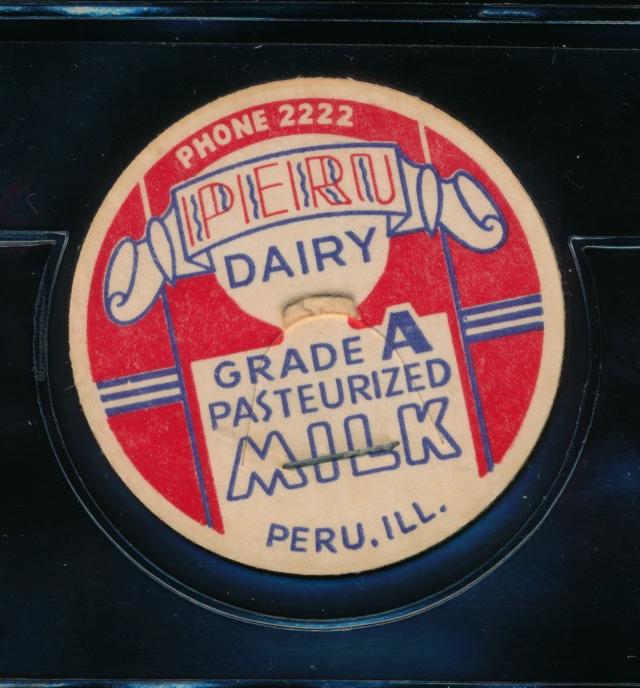 PHONE 2222
PERU
DAIRY
GRADE A
PASTEURIZED
MILK
PERU, ILL.